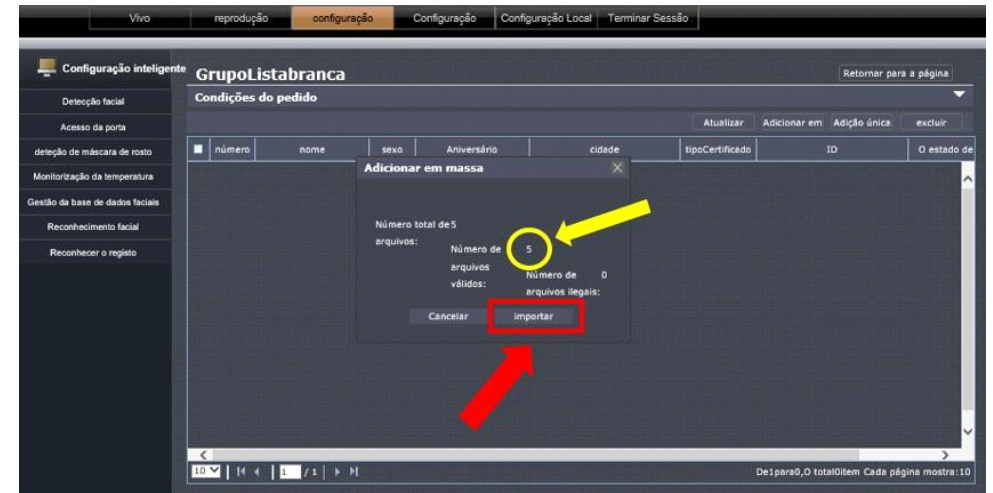 Vivo reprodução configuração Configuração Configuração Local Terminar Sessão
Configuração inteligente
GrupoListabranca
Retornar para a página
Detecção facial
Condições do pedido
Acesso da porta
Atualizar Adicionar em Adição única excluir
deteção de máscara de rosto
número nome sexo Aniversário cidade tipoCertificado ID O estado de
Monitorização da temperatura
Gestão da base de dados faciais
Reconhecimento facial
Reconhecer o registo
Adicionar em massa X
Número total de 5
arquivos:
Número de 5
arquivos
válidos:
Número de 0
arquivos ilegais:
Cancelar importar
10 1 / 1
De1para0,O total0item Cada página mostra:10